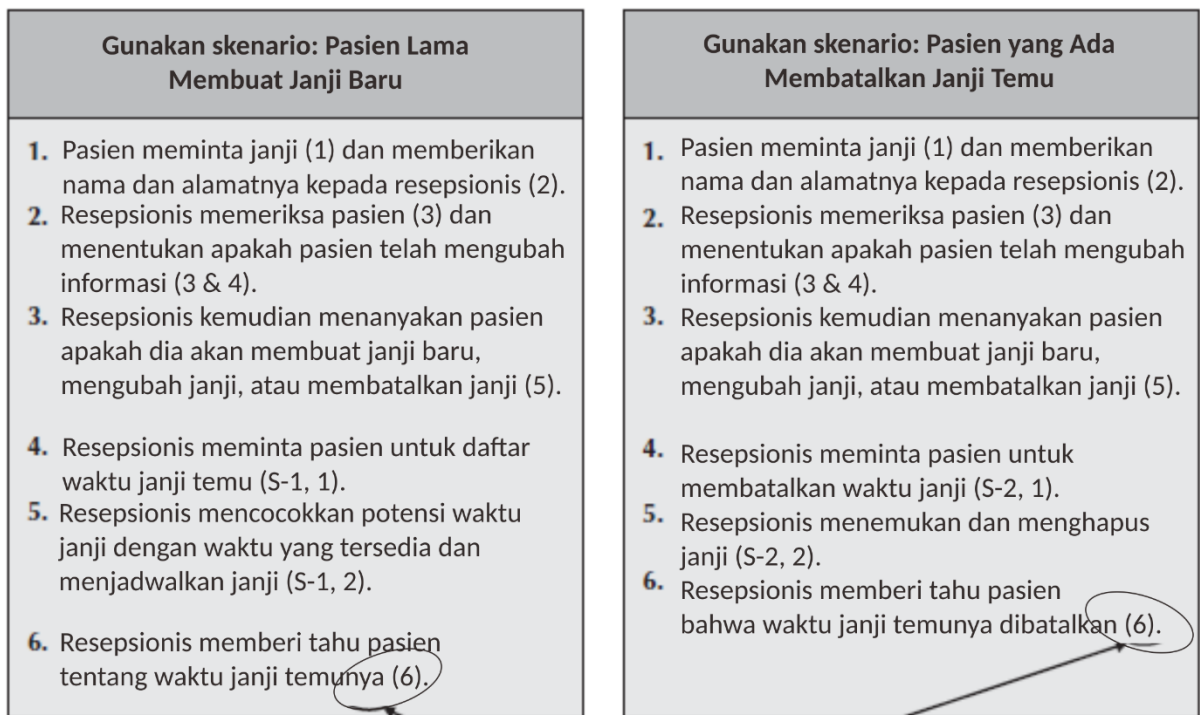 Gunakan skenario: Pasien Lama
Membuat Janji Baru
1. Pasien meminta janji (1) dan memberikan
nama dan alamatnya kepada resepsionis (2).
2. Resepsionis memeriksa pasien (3) dan
menentukan apakah pasien telah mengubah
informasi (3 & 4).
3. Resepsionis kemudian menanyakan pasien
apakah dia akan membuat janji baru,
mengubah janji, atau membatalkan janji (5).
4. Resepsionis meminta pasien untuk daftar
waktu janji temu (S-1, 1).
5. Resepsionis mencocokkan potensi waktu
janji dengan waktu yang tersedia dan
menjadwalkan janji (S-1, 2).
6. Resepsionis memberi tahu pasien
tentang waktu janji temunya (6).
Gunakan skenario: Pasien yang Ada
Membatalkan Janji Temu
1. Pasien meminta janji (1) dan memberikan
nama dan alamatnya kepada resepsionis (2).
2. Resepsionis memeriksa pasien (3) dan
menentukan apakah pasien telah mengubah
informasi (3 & 4).
3. Resepsionis kemudian menanyakan pasien
apakah dia akan membuat janji baru,
mengubah janji, atau membatalkan janji (5).
4. Resepsionis meminta pasien untuk
membatalkan waktu janji (S-2, 1).
5. Resepsionis menemukan dan menghapus
janji (S-2, 2).
6. Resepsionis memberi tahu pasien
bahwa waktu janji temunya dibatalkan (6).